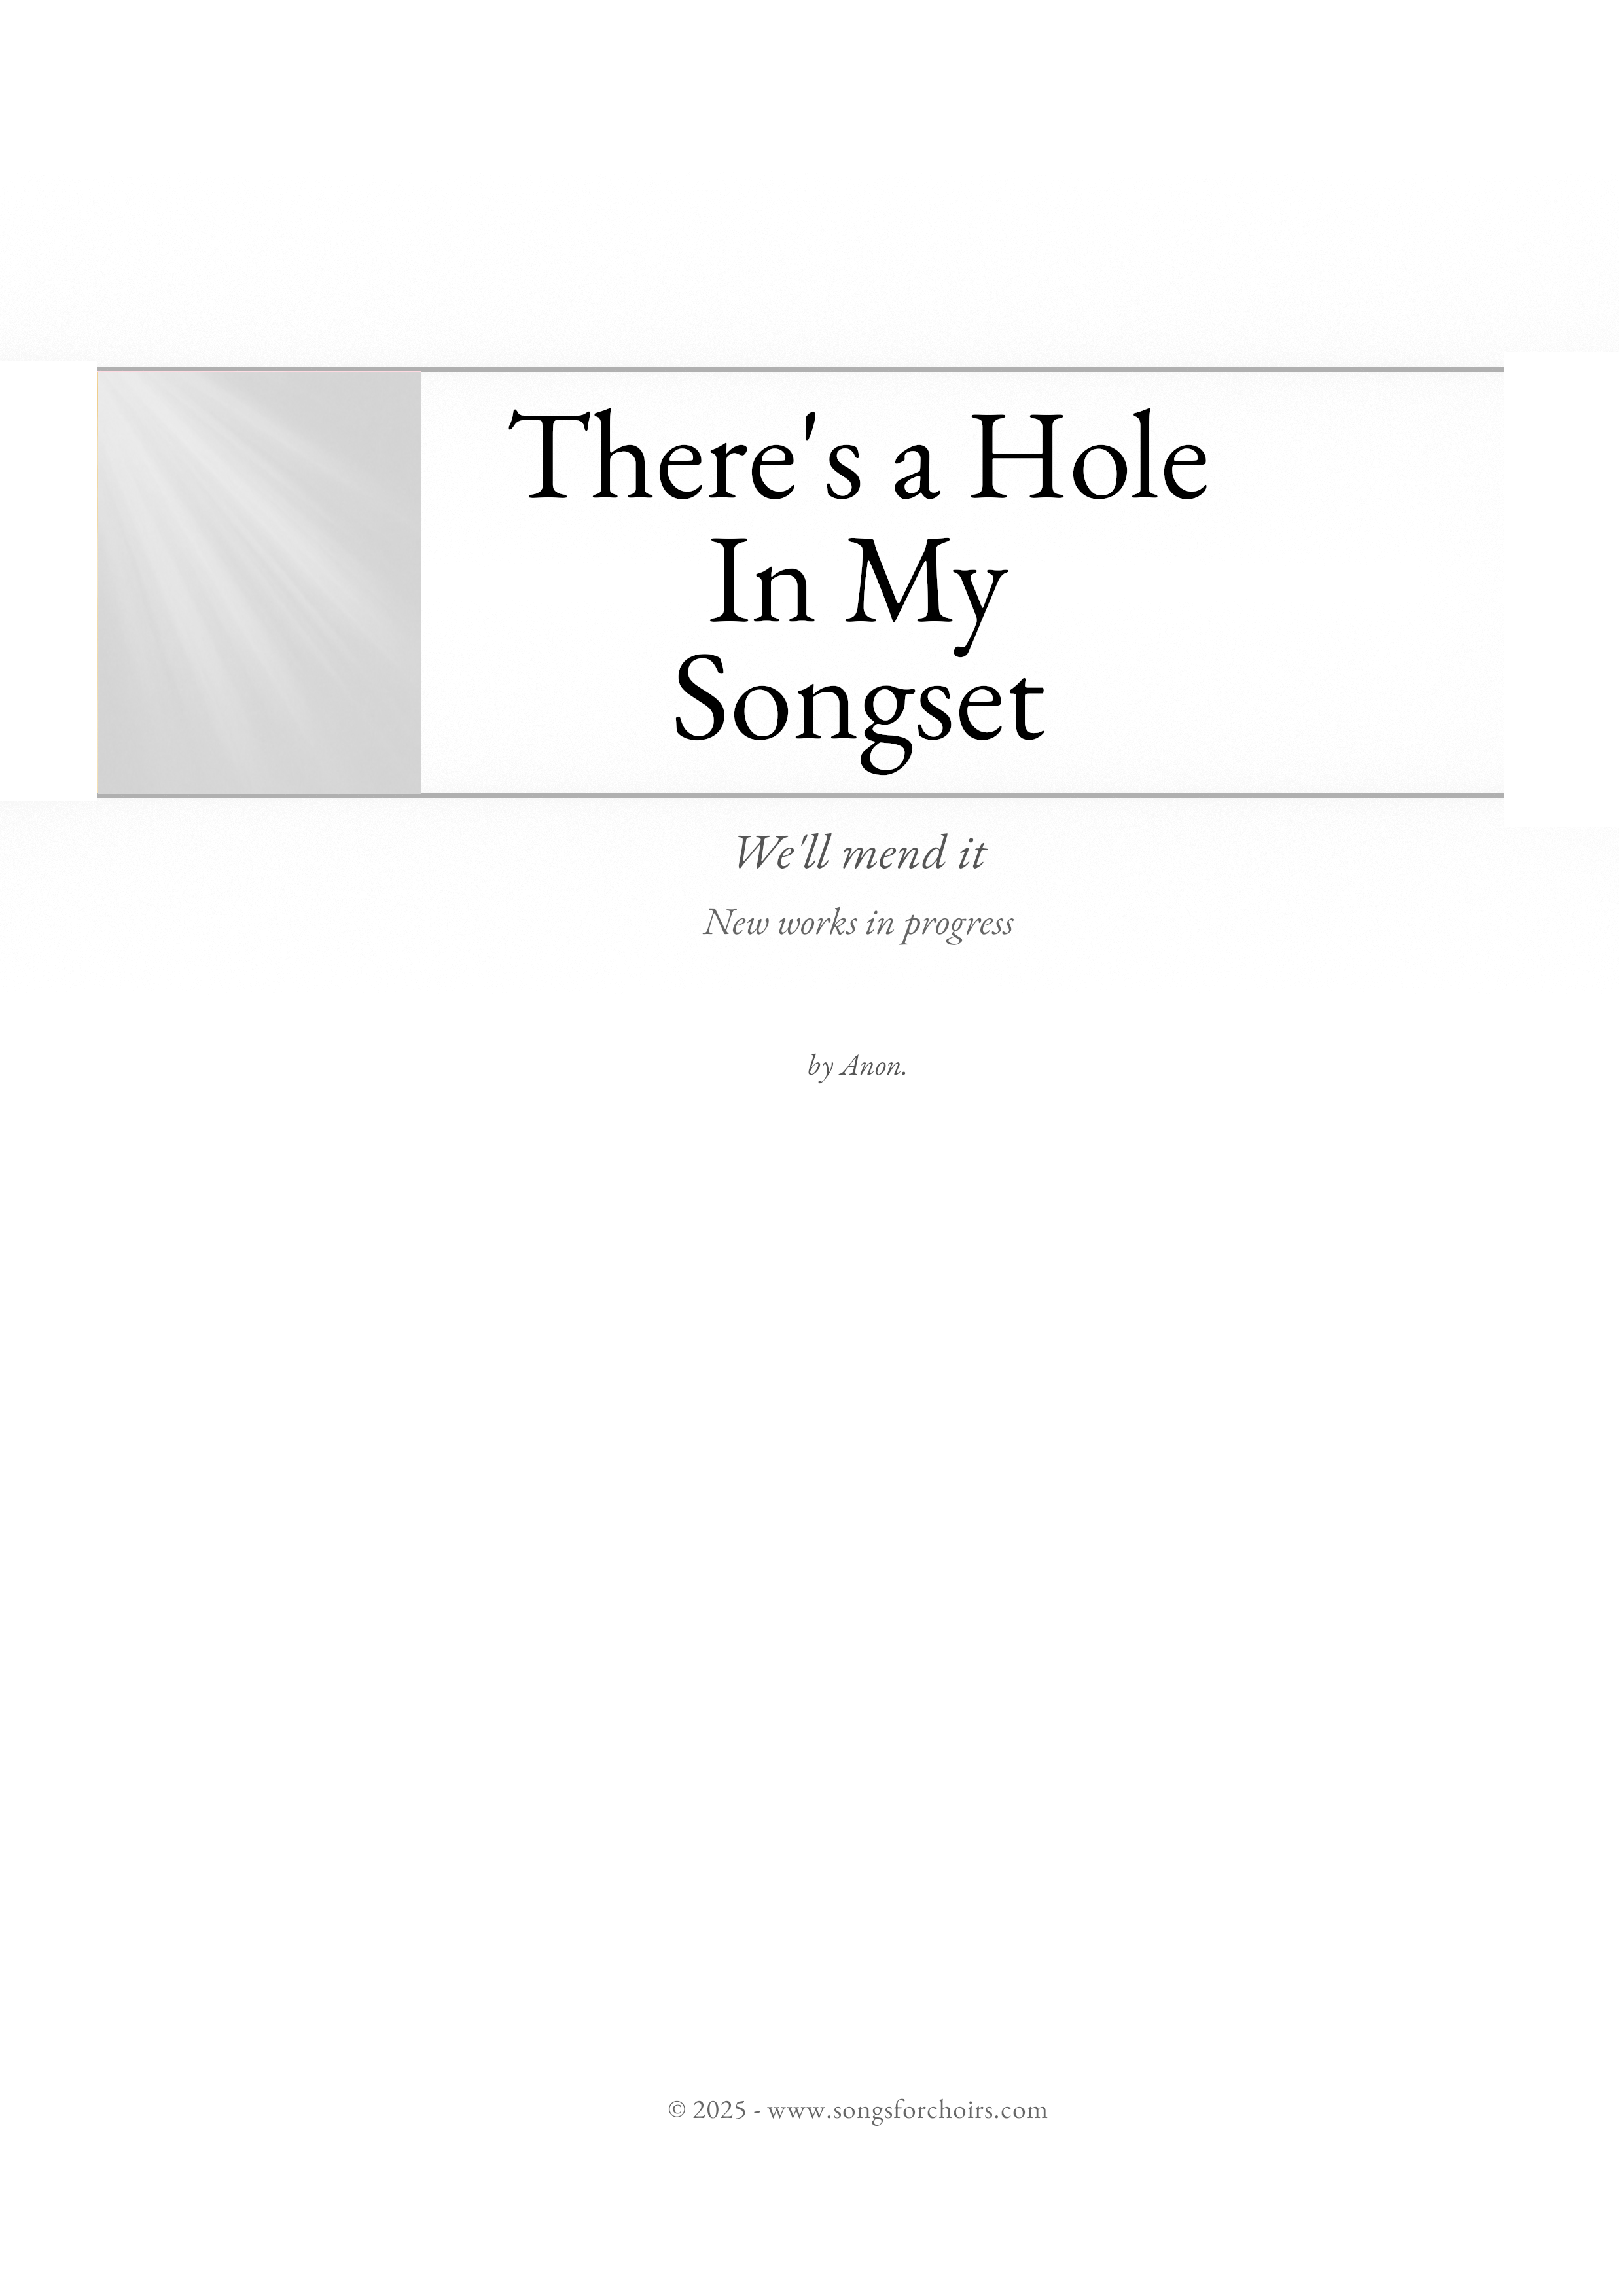 There's a Hole
In My
Songset
We'll mend it
New works in progress
by Anon.
© 2025 - www.songsforchoirs.com